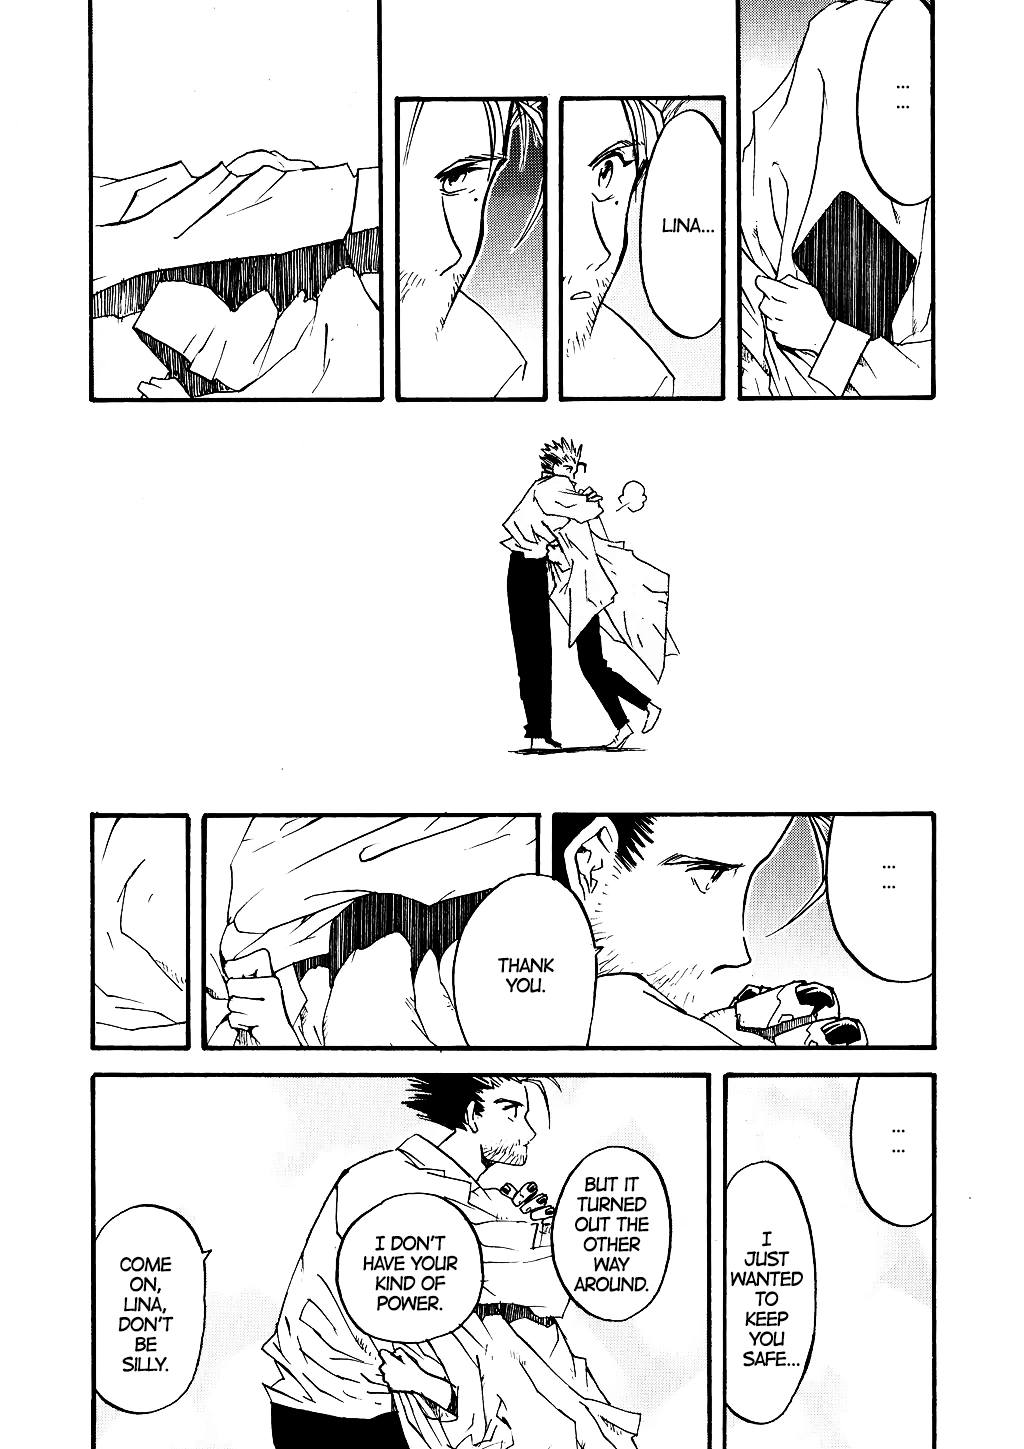 ...
...
LINA...
...
...
THANK
YOU.
...
...
I
JUST
WANTED
TO
KEEP
YOU
SAFE...
BUT IT
TURNED
OUT THE
OTHER
WAY
AROUND.
I DON'T
HAVE YOUR
KIND OF
POWER.
COME
ON,
LINA,
DON'T
BE
SILLY.